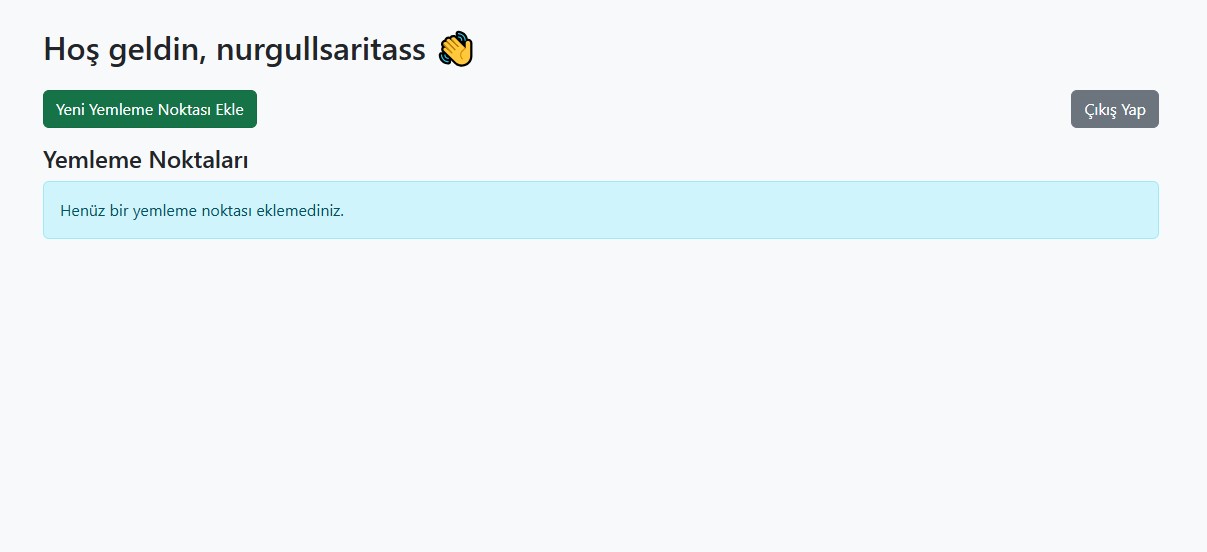 Hoş geldin, nurgullsaritass 👋
Yeni Yemleme Noktası Ekle
Çıkış Yap
Yemleme Noktaları
Henüz bir yemleme noktası eklemediniz.